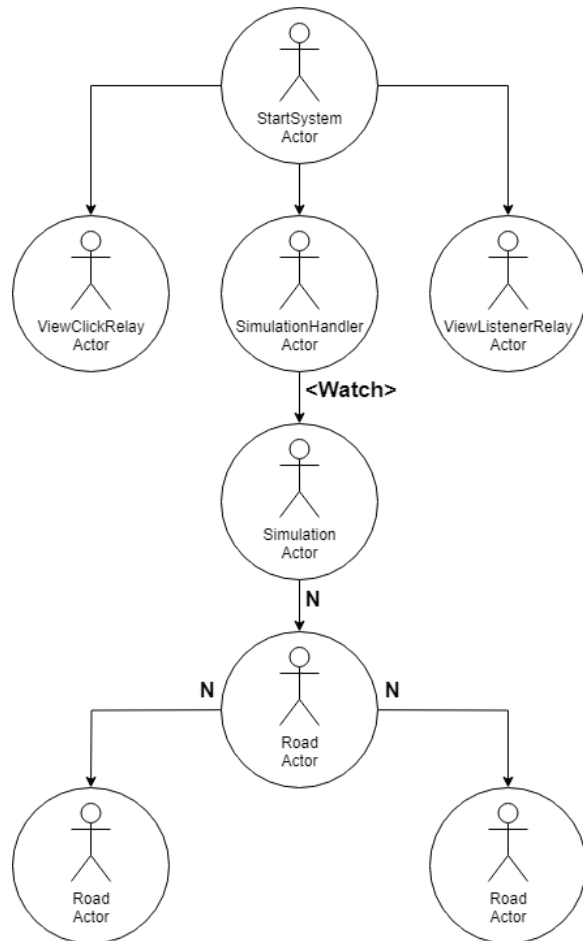 StartSystem
Actor
ViewClickRelay
Actor
SimulationHandler
Actor
ViewListenerRelay
Actor
<Watch>
Simulation
Actor
N
N
N
Road
Actor
Road
Actor
Road
Actor